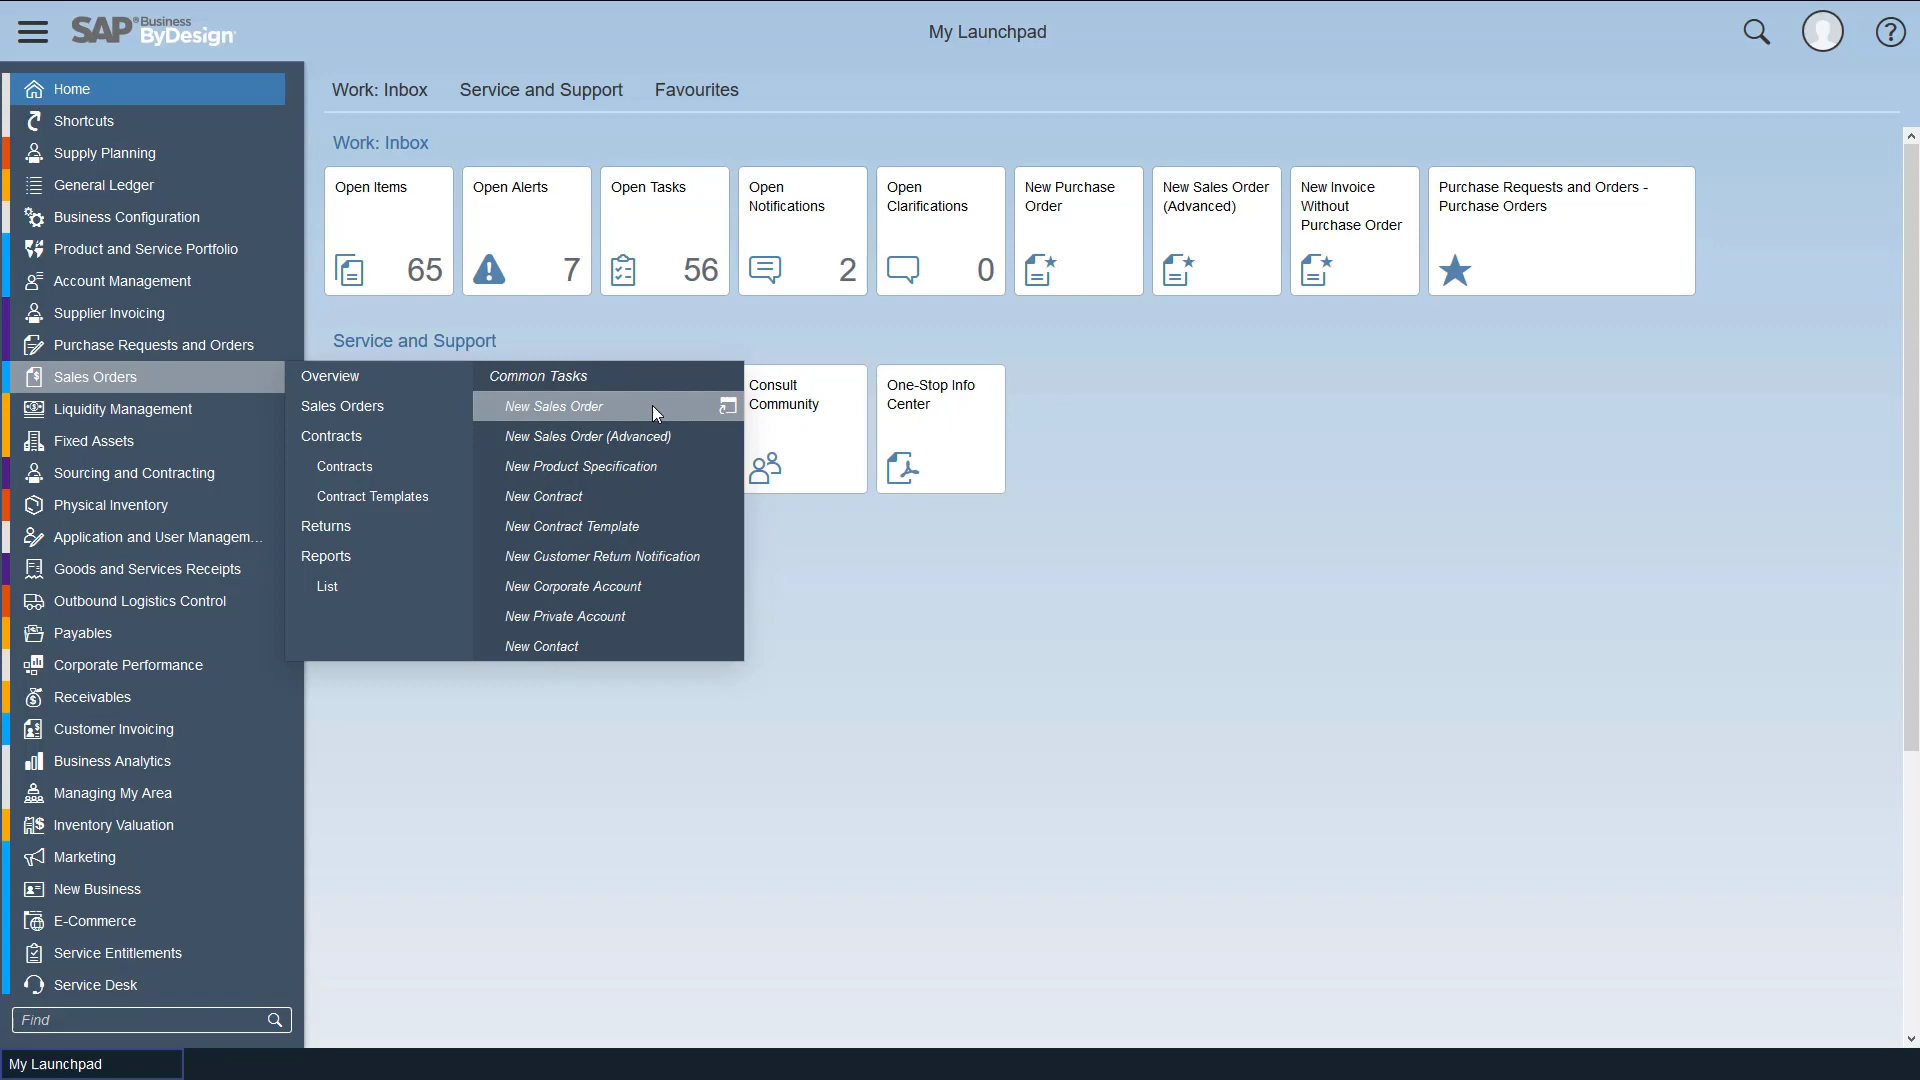 SAP Business ByDesign
My Launchpad
Home
Shortcuts
Supply Planning
General Ledger
Business Configuration
Product and Service Portfolio
Account Management
Supplier Invoicing
Purchase Requests and Orders
Sales Orders
Liquidity Management
Fixed Assets
Sourcing and Contracting
Physical Inventory
Application and User Managem...
Goods and Services Receipts
Outbound Logistics Control
Payables
Corporate Performance
Receivables
Customer Invoicing
Business Analytics
Managing My Area
Inventory Valuation
Marketing
New Business
E-Commerce
Service Entitlements
Service Desk
Find
Work: Inbox
Service and Support
Favourites
Work: Inbox
Open Items
65
Open Alerts
7
Open Tasks
56
Open
Notifications
2
Open
Clarifications
0
New Purchase
Order
New Sales Order
(Advanced)
New Invoice
Without
Purchase Order
Purchase Requests and Orders -
Purchase Orders
Service and Support
Overview
Sales Orders
Contracts
Contracts
Contract Templates
Returns
Reports
List
Common Tasks
New Sales Order
New Sales Order (Advanced)
New Product Specification
New Contract
New Contract Template
New Customer Return Notification
New Corporate Account
New Private Account
New Contact
Consult
Community
One-Stop Info
Center
My Launchpad